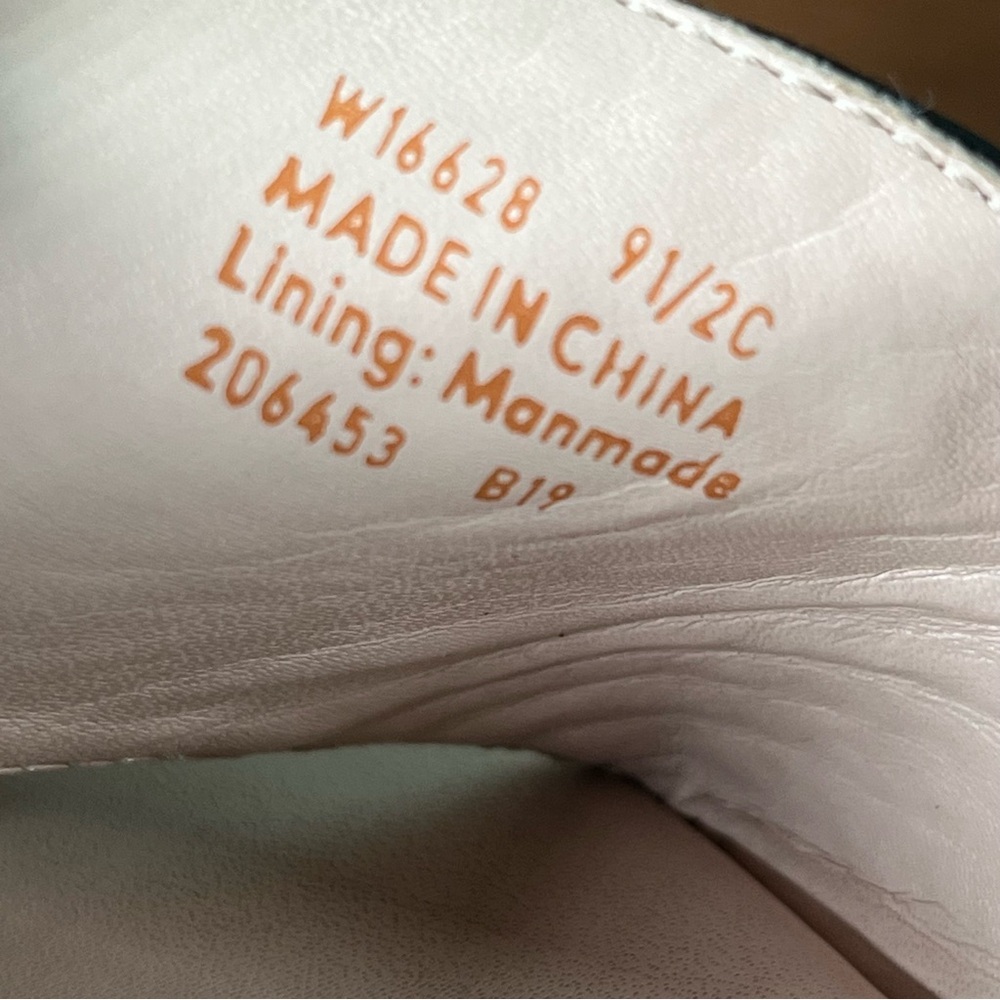 W16628 91/2C
MADE IN CHINA
Lining: Manmade
206453 B19